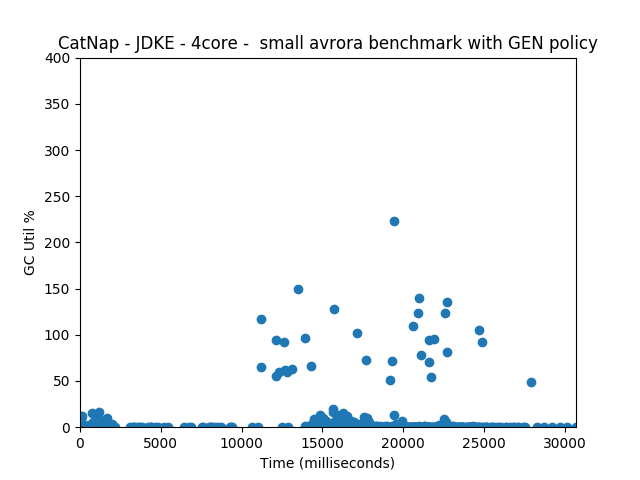 CatNap - JDKE - 4core -  small avrora benchmark with GEN policy
400
350
300
250
200
150
100
50
0
GC Util %
0 5000 10000 15000 20000 25000 30000
Time (milliseconds)